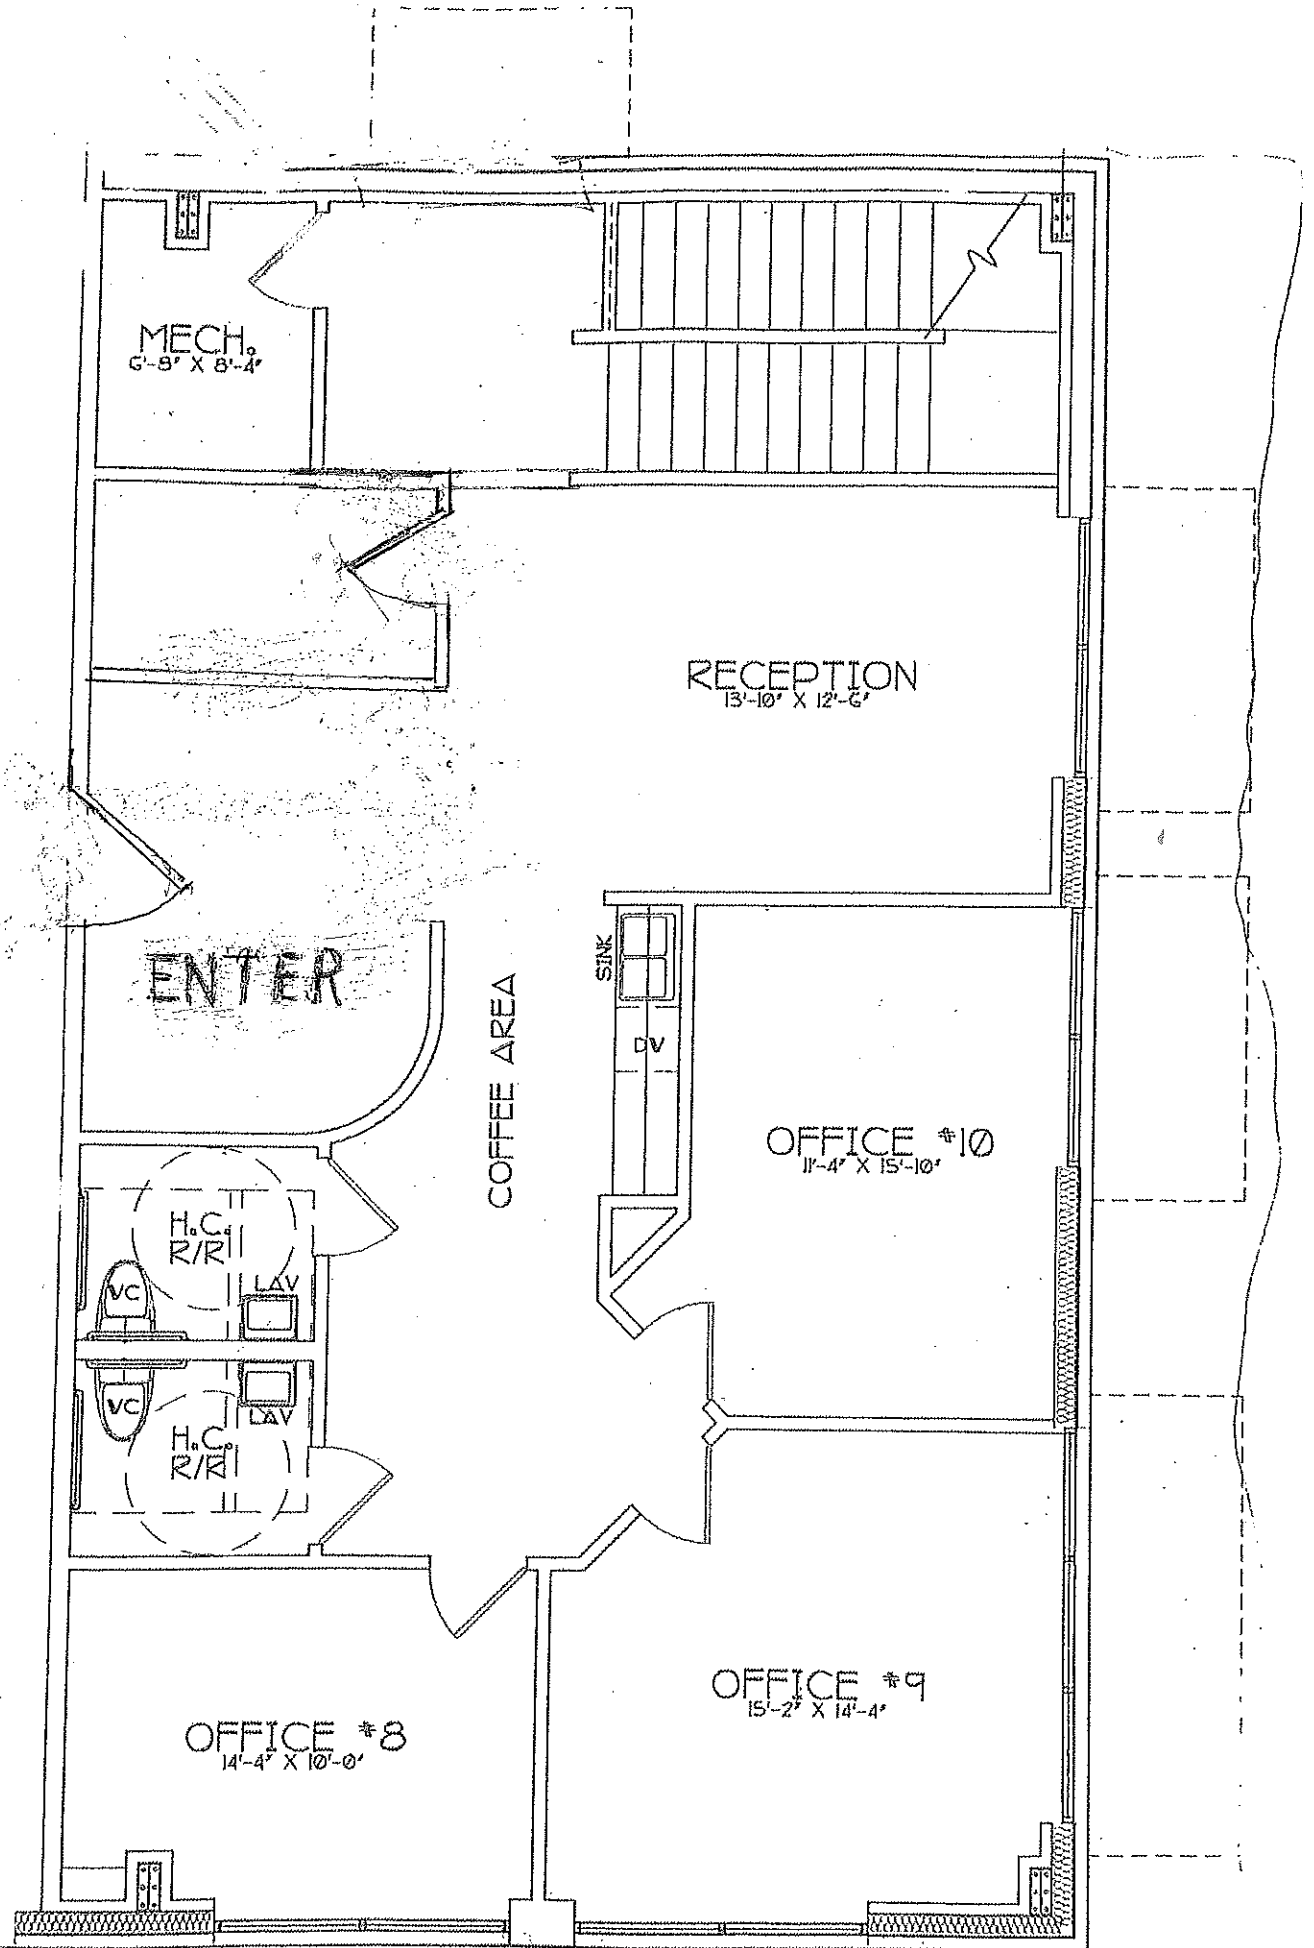 MECH.
6'-8" X 8'-4"
RECEPTION
13'-10" X 12'-6"
ENTER
SINK
COFFEE AREA
DW
OFFICE #10
11'-4" X 15'-10"
H.C.
R/R
WC
LAV
WC
LAV
H.C.
R/R
OFFICE #9
15'-2" X 14'-4"
OFFICE #8
14'-4" X 10'-0"